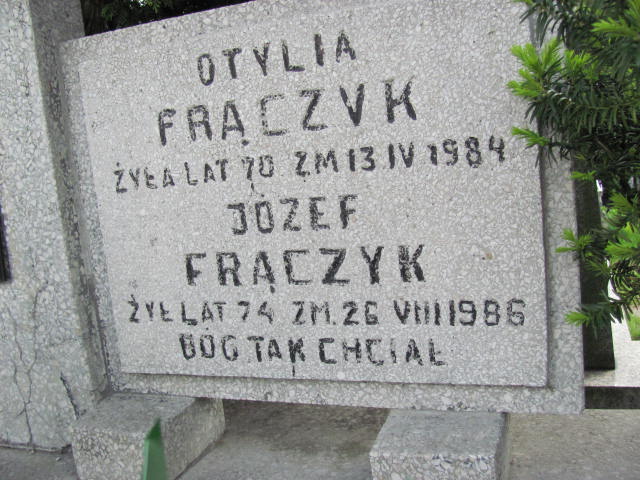 OTYLIA
FRĄCZYK
ŻYŁA LAT 70 ZM 13 IV 1984
JÓZEF
FRĄCZYK
ŻYŁ LAT 74 ZM. 26 VIII 1986
BÓG TAK CHCIAŁ